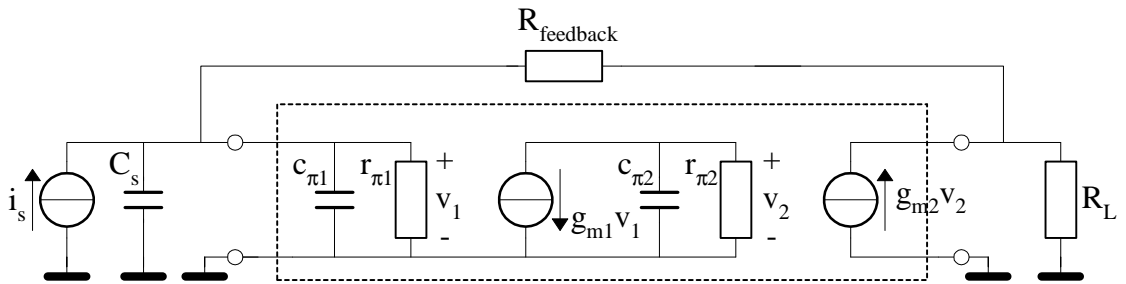 R_feedback
i_s
C_s
c_π1
r_π1
+
v_1
-
g_m1v_1
c_π2
r_π2
+
v_2
-
g_m2v_2
R_L